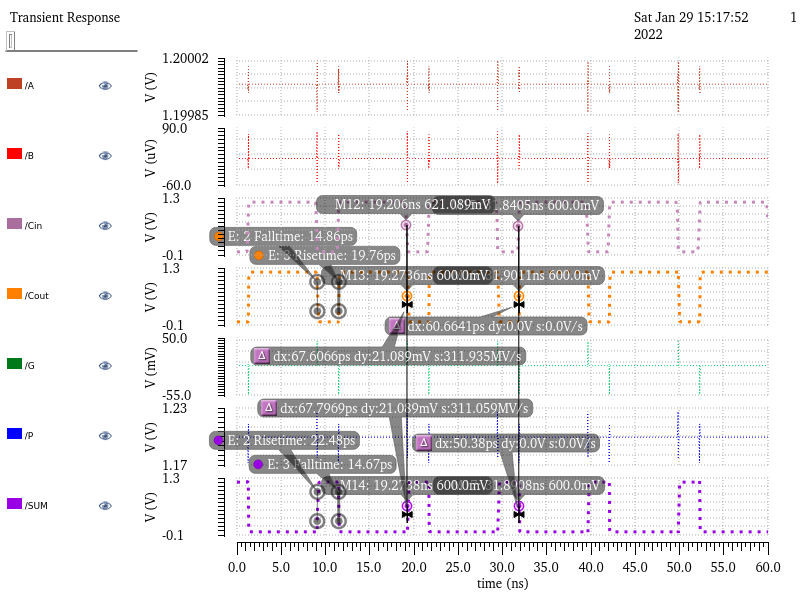 Transient Response
Sat Jan 29 15:17:52
2022
1
/A
V (V)
1.20002
1.19985
/B
V (uV)
90.0
-60.0
/Cin
V (V)
1.3
-0.1
M12: 19.206ns 621.089mV
1.8405ns 600.0mV
E: 2 Falltime: 14.86ps
E: 3 Risetime: 19.76ps
/Cout
V (V)
1.3
-0.1
M13: 19.2736ns 600.0mV
1.9011ns 600.0mV
dx:60.6641ps dy:0.0V s:0.0V/s
/G
V (mV)
50.0
-55.0
dx:67.6066ps dy:21.089mV s:311.935MV/s
/P
V (V)
1.23
1.17
dx:67.7969ps dy:21.089mV s:311.059MV/s
E: 2 Risetime: 22.48ps
dx:50.38ps dy:0.0V s:0.0V/s
E: 3 Falltime: 14.67ps
/SUM
V (V)
1.3
-0.1
M14: 19.2738ns 600.0mV
600.0mV
0.0 5.0 10.0 15.0 20.0 25.0 30.0 35.0 40.0 45.0 50.0 55.0 60.0
time (ns)